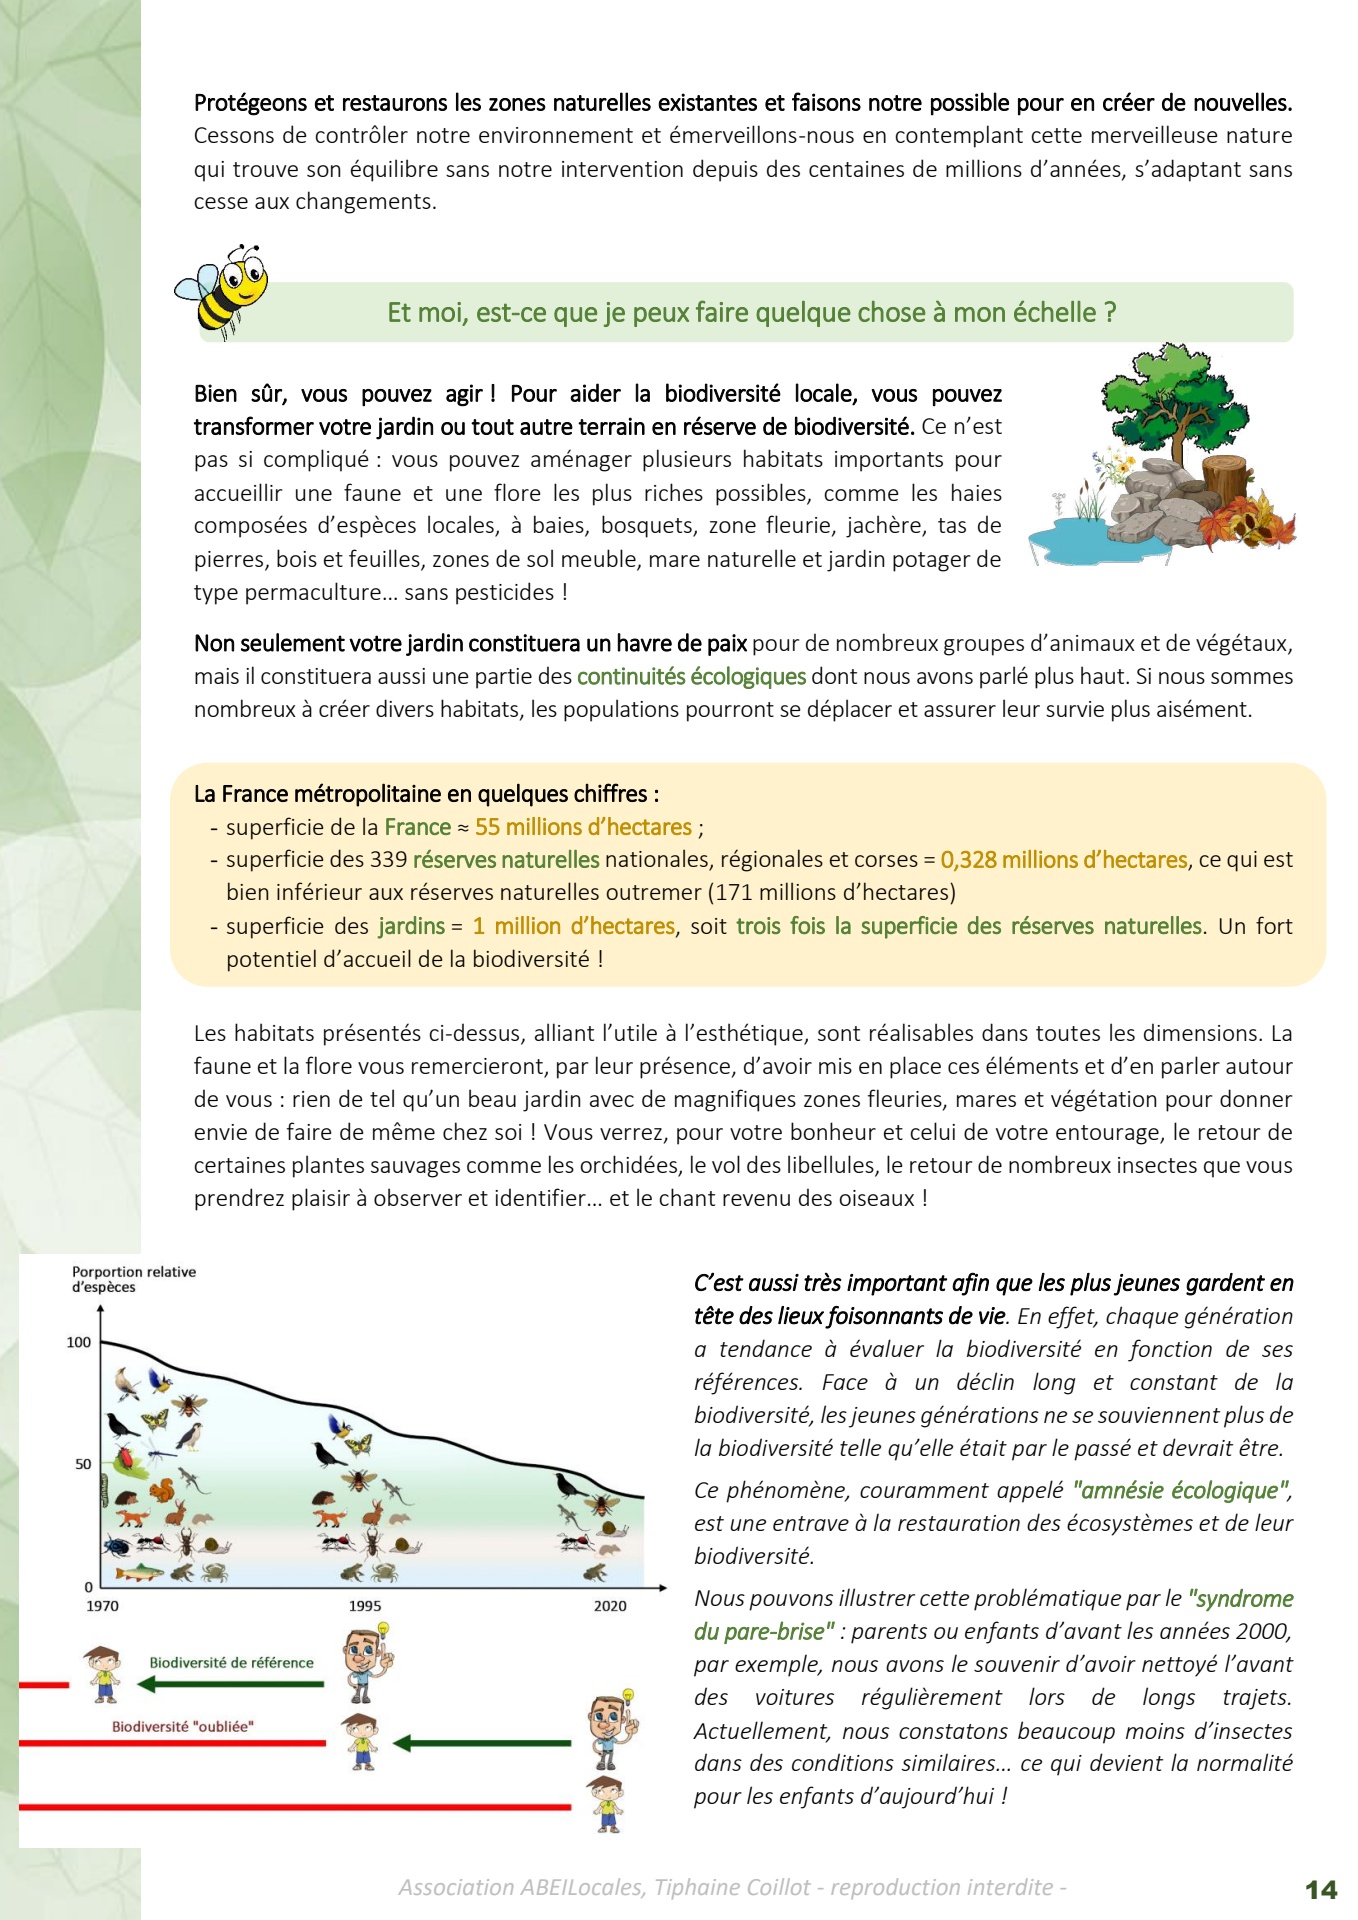 Protégeons et restaurons les zones naturelles existantes et faisons notre possible pour en créer de nouvelles.
Cessons de contrôler notre environnement et émerveillons-nous en contemplant cette merveilleuse nature
qui trouve son équilibre sans notre intervention depuis des centaines de millions d’années, s’adaptant sans
cesse aux changements.
Et moi, est-ce que je peux faire quelque chose à mon échelle ?
Bien sûr, vous pouvez agir ! Pour aider la biodiversité locale, vous pouvez
transformer votre jardin ou tout autre terrain en réserve de biodiversité. Ce n’est
pas si compliqué : vous pouvez aménager plusieurs habitats importants pour
accueillir une faune et une flore les plus riches possibles, comme les haies
composées d’espèces locales, à baies, bosquets, zone fleurie, jachère, tas de
pierres, bois et feuilles, zones de sol meuble, mare naturelle et jardin potager de
type permaculture... sans pesticides !
Non seulement votre jardin constituera un havre de paix pour de nombreux groupes d’animaux et de végétaux,
mais il constituera aussi une partie des continuités écologiques dont nous avons parlé plus haut. Si nous sommes
nombreux à créer divers habitats, les populations pourront se déplacer et assurer leur survie plus aisément.
La France métropolitaine en quelques chiffres :
- superficie de la France ≈ 55 millions d’hectares ;
- superficie des 339 réserves naturelles nationales, régionales et corses = 0,328 millions d’hectares, ce qui est
bien inférieur aux réserves naturelles outremer (171 millions d’hectares)
- superficie des jardins = 1 million d’hectares, soit trois fois la superficie des réserves naturelles. Un fort
potentiel d’accueil de la biodiversité !
Les habitats présentés ci-dessus, alliant l’utile à l’esthétique, sont réalisables dans toutes les dimensions. La
faune et la flore vous remercieront, par leur présence, d’avoir mis en place ces éléments et d’en parler autour
de vous : rien de tel qu’un beau jardin avec de magnifiques zones fleuries, mares et végétation pour donner
envie de faire de même chez soi ! Vous verrez, pour votre bonheur et celui de votre entourage, le retour de
certaines plantes sauvages comme les orchidées, le vol des libellules, le retour de nombreux insectes que vous
prendrez plaisir à observer et identifier... et le chant revenu des oiseaux !
Porportion relative
d’espèces
100
50
0
1970
1995
2020
Biodiversité de référence
Biodiversité "oubliée"
C’est aussi très important afin que les plus jeunes gardent en
tête des lieux foisonnants de vie. En effet, chaque génération
a tendance à évaluer la biodiversité en fonction de ses
références. Face à un déclin long et constant de la
biodiversité, les jeunes générations ne se souviennent plus de
la biodiversité telle qu’elle était par le passé et devrait être.
Ce phénomène, couramment appelé "amnésie écologique",
est une entrave à la restauration des écosystèmes et de leur
biodiversité.
Nous pouvons illustrer cette problématique par le "syndrome
du pare-brise" : parents ou enfants d’avant les années 2000,
par exemple, nous avons le souvenir d’avoir nettoyé l’avant
des voitures régulièrement lors de longs trajets.
Actuellement, nous constatons beaucoup moins d’insectes
dans des conditions similaires... ce qui devient la normalité
pour les enfants d’aujourd’hui !
Association ABEILocales, Tiphaine Coillot - reproduction interdite -
14